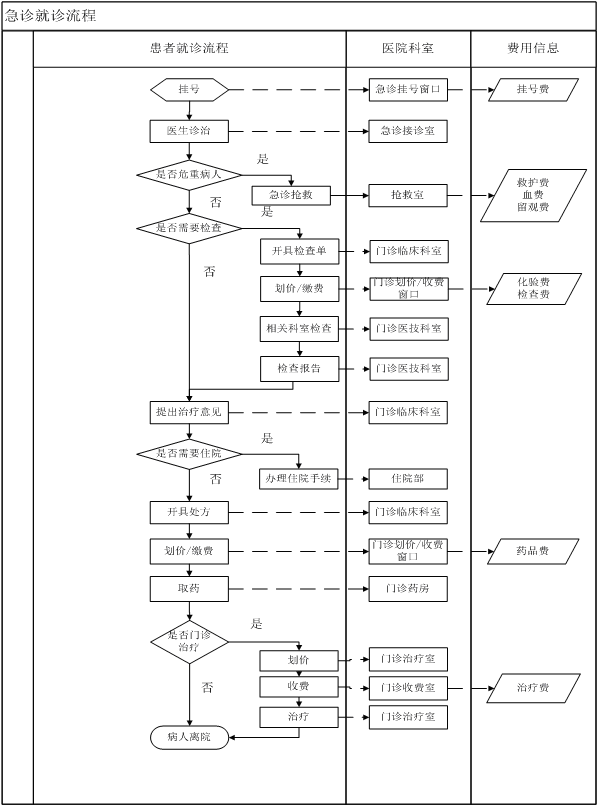 急诊就诊流程
患者就诊流程 医院科室 费用信息
挂号 急诊挂号窗口 挂号费
医生诊治 急诊接诊室
是
是否危重病人
急诊抢救 抢救室 救护费
血费
留观费
否
是
是否需要检查
开具检查单 门诊临床科室
否
划价/缴费 门诊划价/收费
窗口
化验费
检查费
相关科室检查 门诊医技科室
检查报告 门诊医技科室
提出治疗意见 门诊临床科室
是
是否需要住院
办理住院手续 住院部
否
开具处方 门诊临床科室
划价/缴费 门诊划价/收费
窗口
药品费
取药 门诊药房
是
是否门诊
治疗
划价 门诊治疗室
否
收费 门诊收费室 治疗费
治疗 门诊治疗室
病人离院